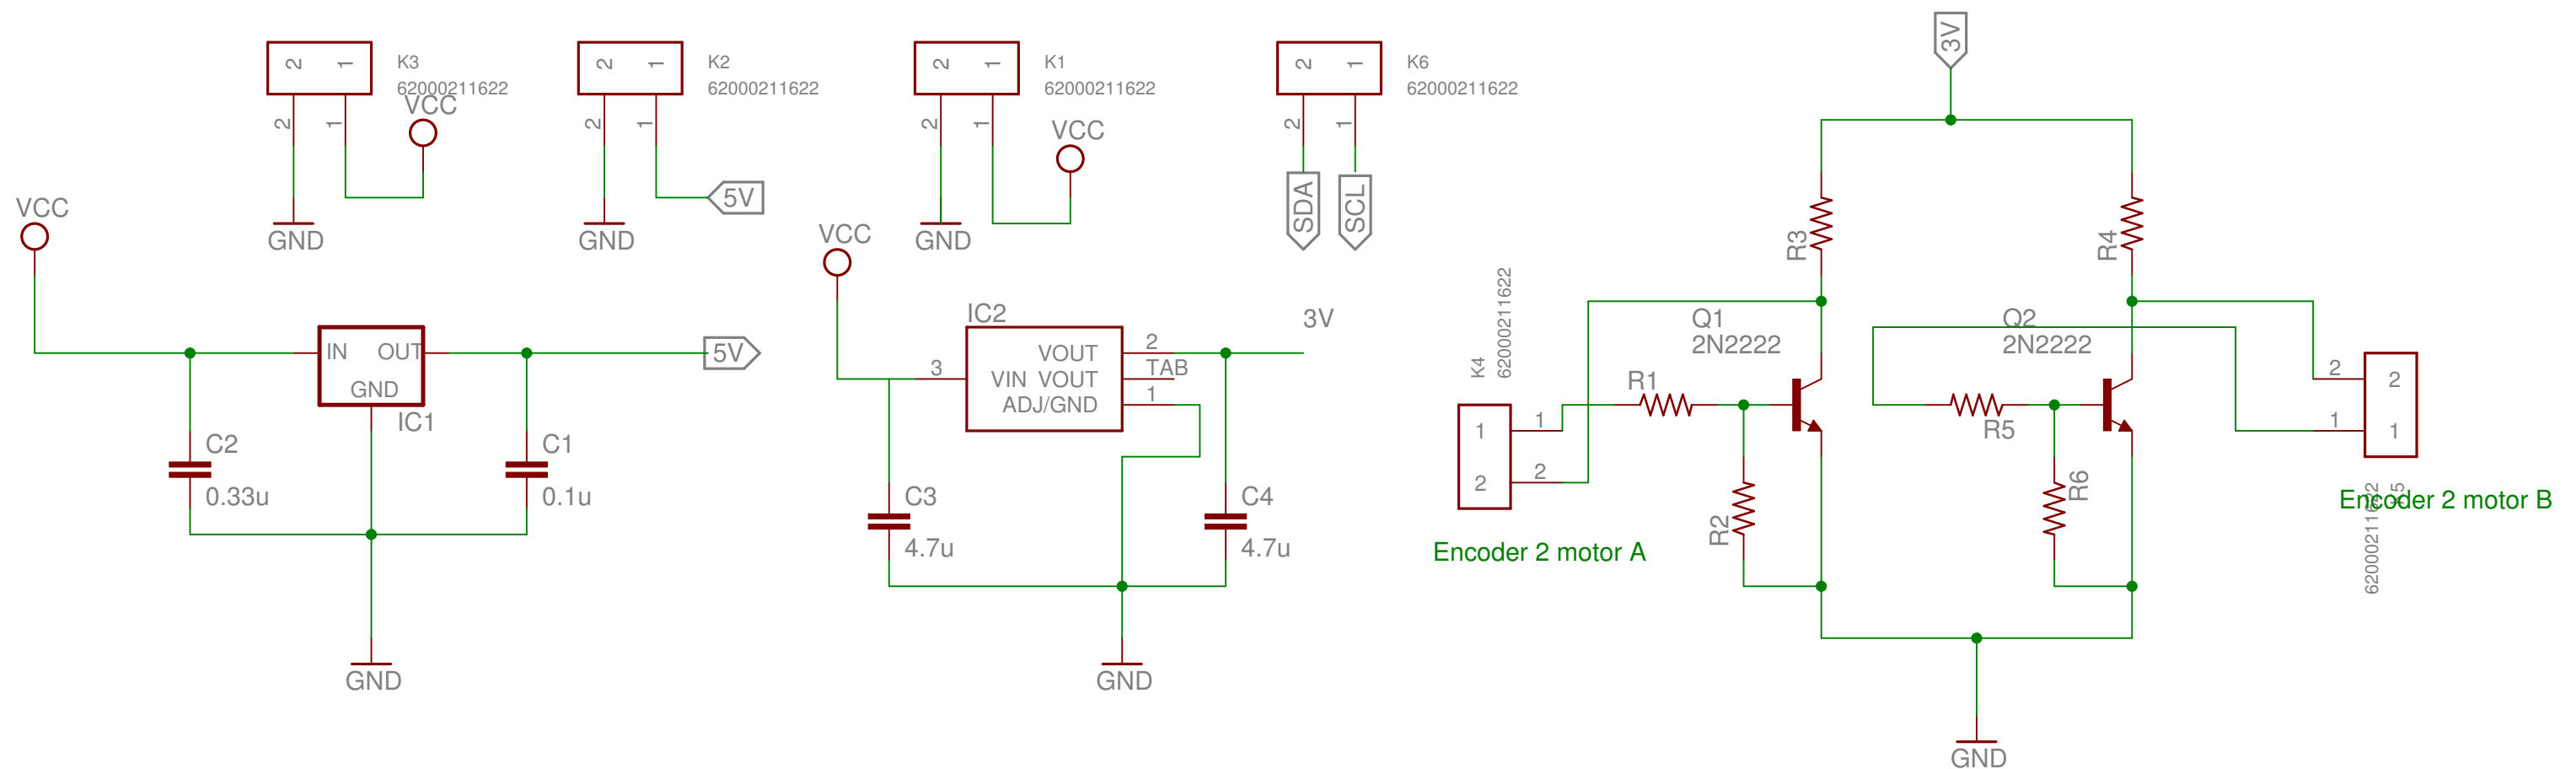 2 1
K3
62000211622
2 1
VCC
GND
2 1
K2
62000211622
2 1
5V
GND
2 1
K1
62000211622
2 1
VCC
GND
2 1
K6
62000211622
2 1
SDA
SCL
VCC
IN OUT
GND
IC1
5V
C2
0.33u
C1
0.1u
GND
VCC
IC2
3
VOUT
VIN VOUT
ADJ/GND
2
TAB
1
3V
C3
4.7u
C4
4.7u
GND
3V
R3
R4
K4
62000211622
1
2
1
2
Encoder 2 motor A
R1
R2
Q1
2N2222
Q2
2N2222
R5
R6
2
1
2
1
62000211622
Encoder 2 motor B
GND